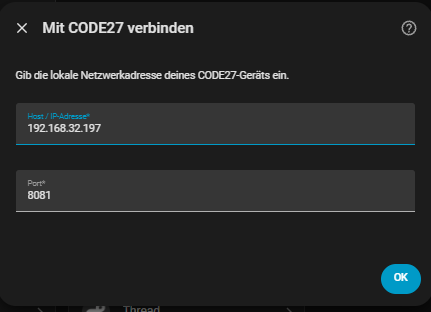 Mit CODE27 verbinden
Gib die lokale Netzwerkadresse deines CODE27-Geräts ein.
Host / IP-Adresse*
192.168.32.197
Port*
8081
OK
Thread